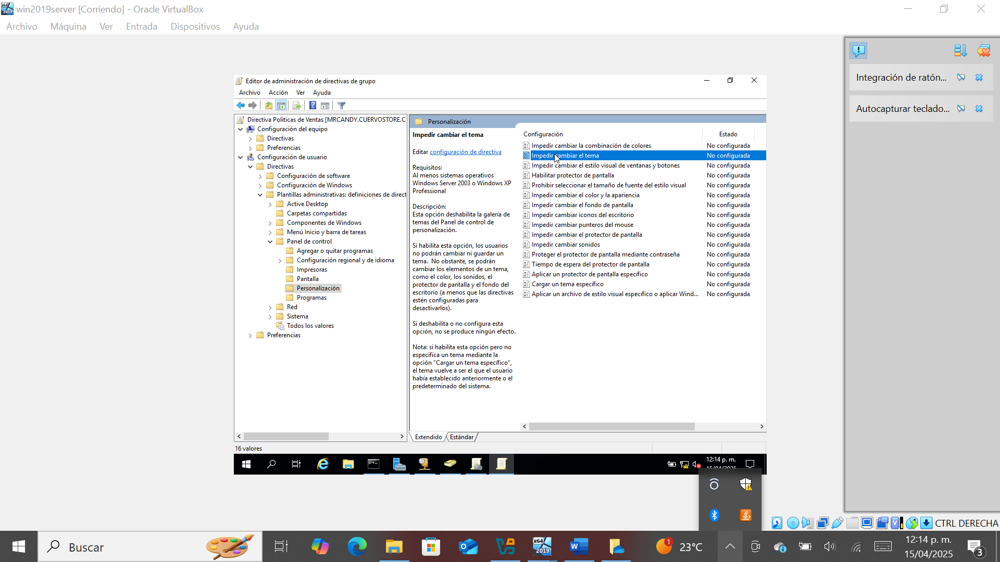 win2019server [Corriendo] - Oracle VirtualBox
Archivo Máquina Ver Entrada Dispositivos Ayuda
Integración de ratón...
Autocapturar teclado...
Editor de administración de directivas de grupo
Archivo Acción Ver Ayuda
Directiva Politicas de Ventas [MRCANDY.CUERVOSTORE.C
Configuración del equipo
Directivas
Preferencias
Configuración de usuario
Directivas
Configuración de software
Configuración de Windows
Plantillas administrativas: definiciones de direct
Active Desktop
Carpetas compartidas
Componentes de Windows
Menú Inicio y barra de tareas
Panel de control
Agregar o quitar programas
Configuración regional y de idioma
Impresoras
Pantalla
Personalización
Programas
Red
Sistema
Todos los valores
Preferencias
Personalización
Impedir cambiar el tema
Editar configuración de directiva
Requisitos:
Al menos sistemas operativos
Windows Server 2003 o Windows XP
Professional
Descripción:
Esta opción deshabilita la galería de
temas del Panel de control de
personalización.
Si habilita esta opción, los usuarios
no podrán cambiar ni guardar un
tema. No obstante, se podrán
cambiar los elementos de un tema,
como el color, los sonidos, el
protector de pantalla y el fondo del
escritorio (a menos que las directivas
estén configuradas para
desactivarlos).
Si deshabilita o no configura esta
opción, no se produce ningún efecto.
Nota: si habilita esta opción pero no
especifica un tema mediante la
opción "Cargar un tema específico",
el tema vuelve a ser el que el usuario
había establecido anteriormente o el
predeterminado del sistema.
Configuración Estado
Impedir cambiar la combinación de colores No configurada
Impedir cambiar el tema No configurada
Impedir cambiar el estilo visual de ventanas y botones No configurada
Habilitar protector de pantalla No configurada
Prohibir seleccionar el tamaño de fuente del estilo visual No configurada
Impedir cambiar el color y la apariencia No configurada
Impedir cambiar el fondo de pantalla No configurada
Impedir cambiar iconos del escritorio No configurada
Impedir cambiar punteros del mouse No configurada
Impedir cambiar el protector de pantalla No configurada
Impedir cambiar sonidos No configurada
Proteger el protector de pantalla mediante contraseña No configurada
Tiempo de espera del protector de pantalla No configurada
Aplicar un protector de pantalla específico No configurada
Cargar un tema específico No configurada
Aplicar un archivo de estilo visual específico o aplicar Wind... No configurada
Extendido Estándar
16 valores
12:14 p. m.
15/04/2025
CTRL DERECHA
Buscar
x64
2019
1
23°C
12:14 p. m.
15/04/2025
3